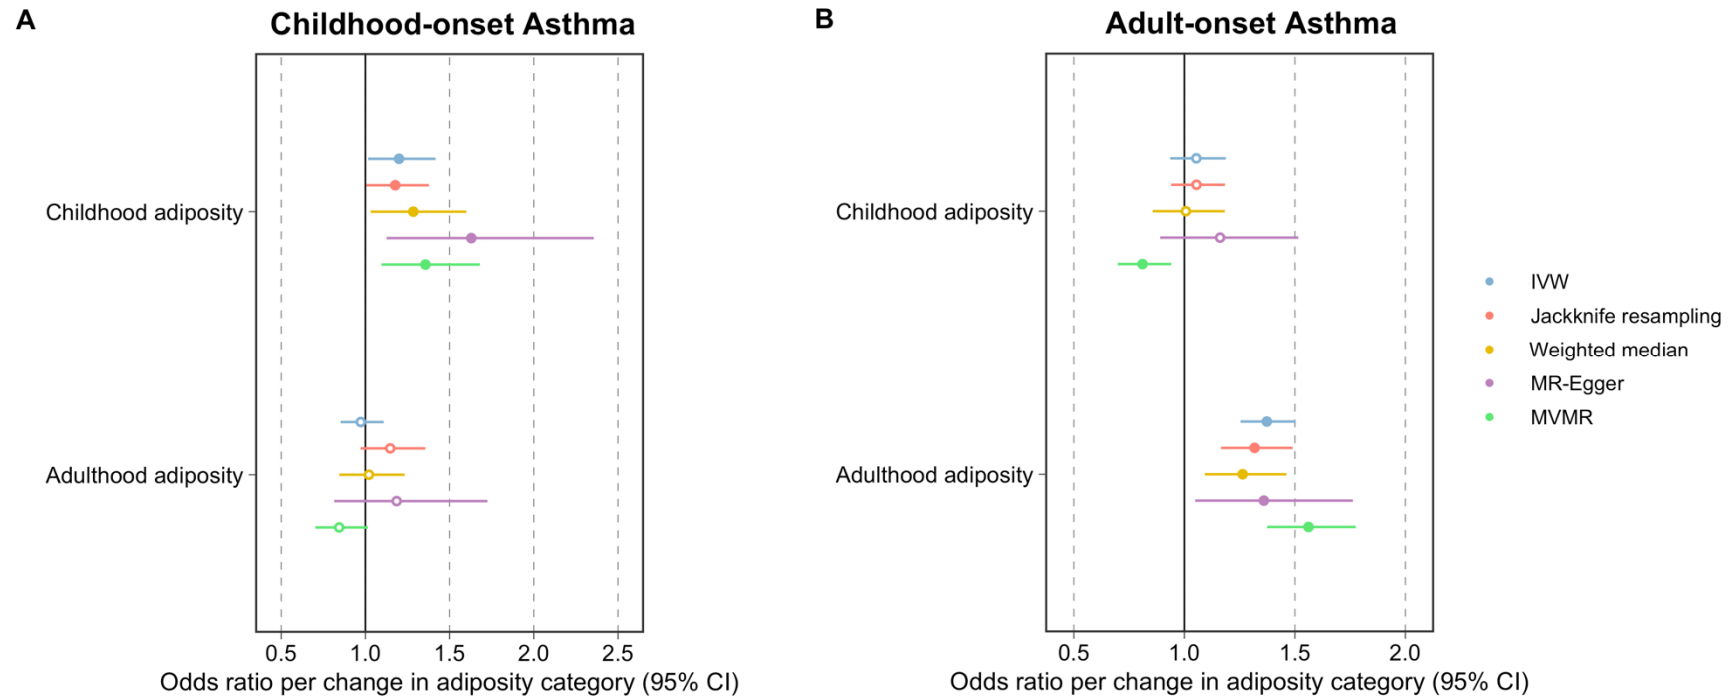 A
Childhood-onset Asthma
Childhood adiposity
Adulthood adiposity
0.5 1.0 1.5 2.0 2.5
Odds ratio per change in adiposity category (95% CI)
B
Adult-onset Asthma
Childhood adiposity
Adulthood adiposity
0.5 1.0 1.5 2.0
Odds ratio per change in adiposity category (95% CI)
IVW
Jackknife resampling
Weighted median
MR-Egger
MVMR